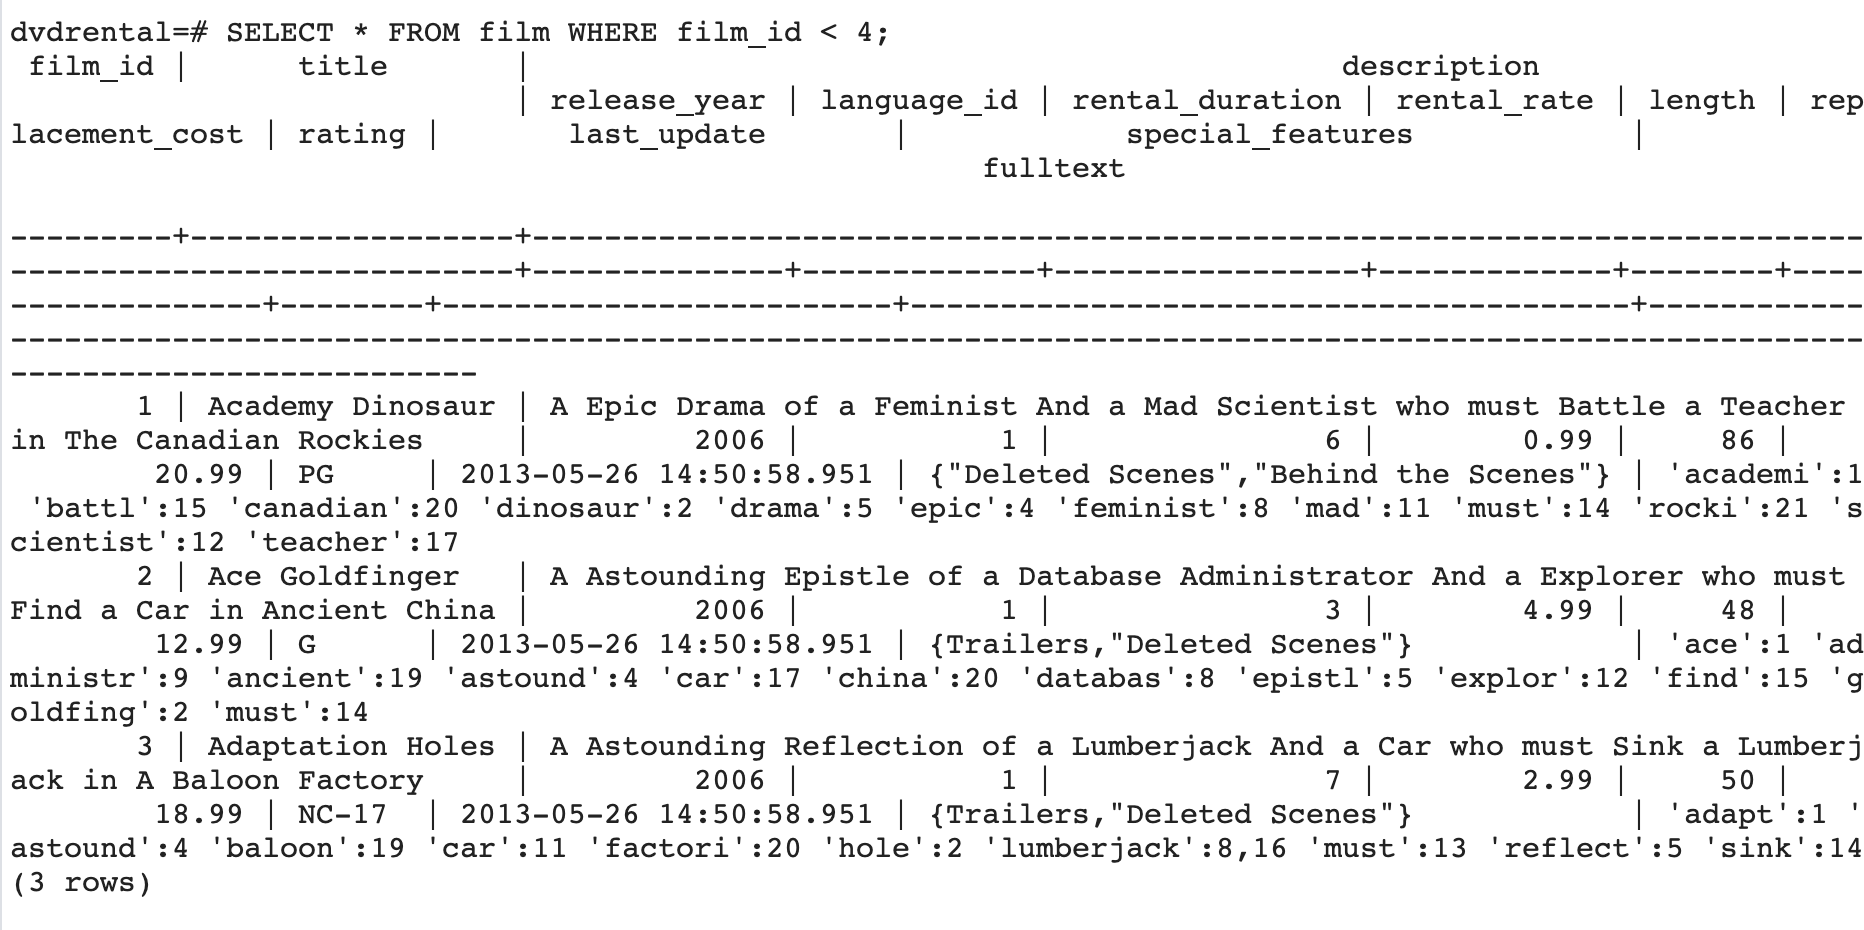 dvdrental=# SELECT * FROM film WHERE film_id < 4;
 film_id |      title       |                                             description
                            | release_year | language_id | rental_duration | rental_rate | length | rep
lacement_cost | rating |       last_update       |            special_features            |
                                                      fulltext
---------+------------------+--------------------------------------------------------------------------
----------------------------+--------------+-------------+-----------------+-------------+--------+----
--------------+--------+-------------------------+----------------------------------------+------------
-------------------------------------------------------------------------------------------------------
--------------------------
       1 | Academy Dinosaur | A Epic Drama of a Feminist And a Mad Scientist who must Battle a Teacher
in The Canadian Rockies     |         2006 |           1 |               6 |        0.99 |     86 |
        20.99 | PG     | 2013-05-26 14:50:58.951 | {"Deleted Scenes","Behind the Scenes"} | 'academi':1
 'battl':15 'canadian':20 'dinosaur':2 'drama':5 'epic':4 'feminist':8 'mad':11 'must':14 'rocki':21 's
cientist':12 'teacher':17
       2 | Ace Goldfinger   | A Astounding Epistle of a Database Administrator And a Explorer who must
Find a Car in Ancient China |         2006 |           1 |               3 |        4.99 |     48 |
        12.99 | G      | 2013-05-26 14:50:58.951 | {Trailers,"Deleted Scenes"}            | 'ace':1 'ad
ministr':9 'ancient':19 'astound':4 'car':17 'china':20 'databas':8 'epistl':5 'explor':12 'find':15 'g
oldfing':2 'must':14
       3 | Adaptation Holes | A Astounding Reflection of a Lumberjack And a Car who must Sink a Lumberj
ack in A Baloon Factory     |         2006 |           1 |               7 |        2.99 |     50 |
        18.99 | NC-17  | 2013-05-26 14:50:58.951 | {Trailers,"Deleted Scenes"}            | 'adapt':1 '
astound':4 'baloon':19 'car':11 'factori':20 'hole':2 'lumberjack':8,16 'must':13 'reflect':5 'sink':14
(3 rows)